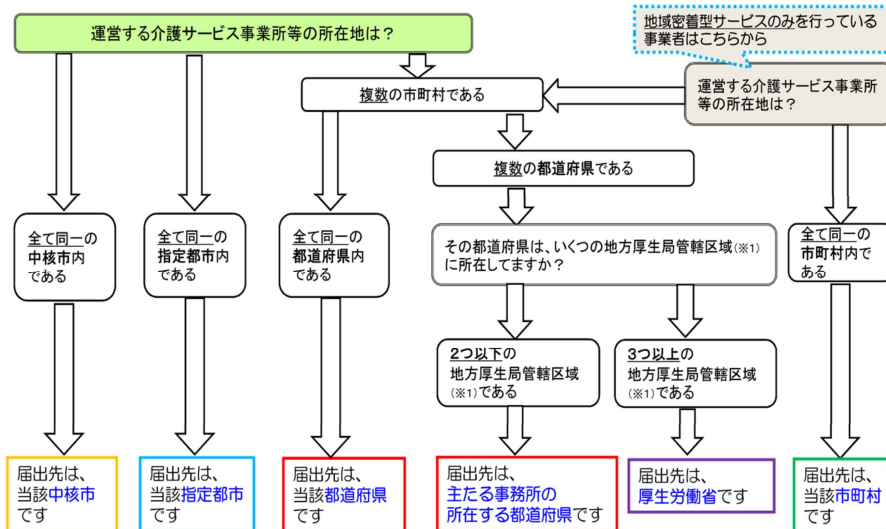 運営する介護サービス事業所等の所在地は？
地域密着型サービスのみを行っている
事業者はこちらから
運営する介護サービス事業所
等の所在地は？
複数の市町村である
複数の都道府県である
全て同一の
中核市内
である
全て同一の
指定都市内
である
全て同一の
都道府県内
である
その都道府県は、いくつの地方厚生局管轄区域(※1)
に所在してますか？
全て同一の
市町村内で
ある
2つ以下の
地方厚生局管轄区域
(※1)である
3つ以上の
地方厚生局管轄区域
(※1)である
届出先は、
当該中核市
です
届出先は、
当該指定都市
です
届出先は、
当該都道府県
です
届出先は、
主たる事務所の
所在する都道府県です
届出先は、
厚生労働省です
届出先は、
当該市町村
です